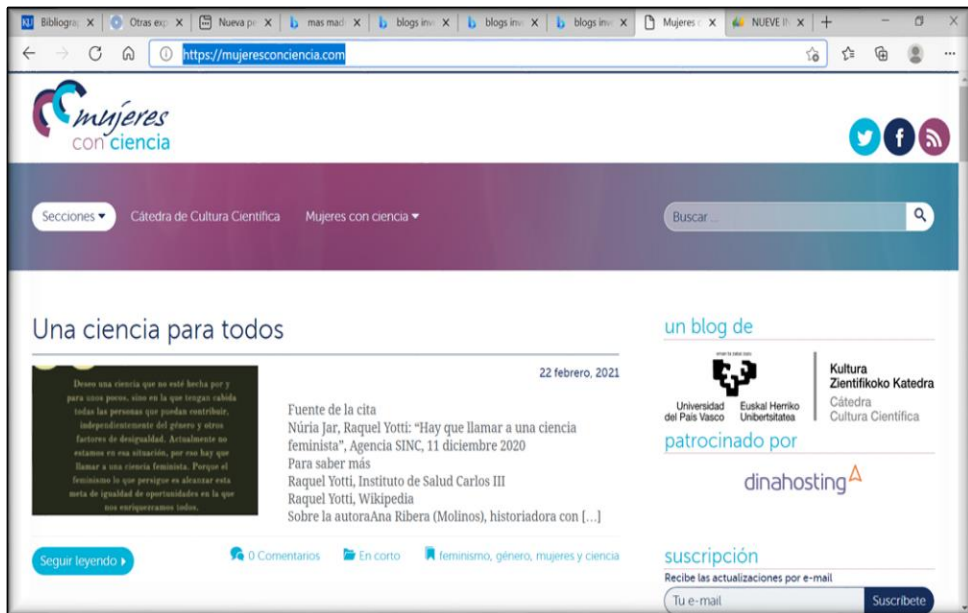 Bibliogra
Otras exp
Nueva pe
mas mad
blogs inve
blogs inve
blogs inve
Mujeres c
NUEVE IN
https://mujeresconciencia.com
mujeres
con ciencia
Secciones
Cátedra de Cultura Científica
Mujeres con ciencia
Buscar ...
Una ciencia para todos
22 febrero, 2021
Deseo una ciencia que no esté hecha por y
para unos pocos, sino en la que tengan cabida
todas las personas que puedan contribuir,
independientemente del género y otros
factores de desigualdad. Actualmente no
estamos en esa situación, por eso hay que
llamar a una ciencia feminista. Porque el
feminismo lo que persigue es alcanzar esta
meta de igualdad de oportunidades en la que
nos enriquezcamos todos.
Fuente de la cita
Núria Jar, Raquel Yotti: “Hay que llamar a una ciencia
feminista”, Agencia SINC, 11 diciembre 2020
Para saber más
Raquel Yotti, Instituto de Salud Carlos III
Raquel Yotti, Wikipedia
Sobre la autoraAna Ribera (Molinos), historiadora con […]
Seguir leyendo
0 Comentarios
En corto
feminismo, género, mujeres y ciencia
un blog de
Universidad
del País Vasco
Euskal Herriko
Unibertsitatea
Kultura
Zientifikoko Katedra
Cátedra
Cultura Científica
patrocinado por
dinahosting
suscripción
Recibe las actualizaciones por e-mail
Tu e-mail
Suscríbete